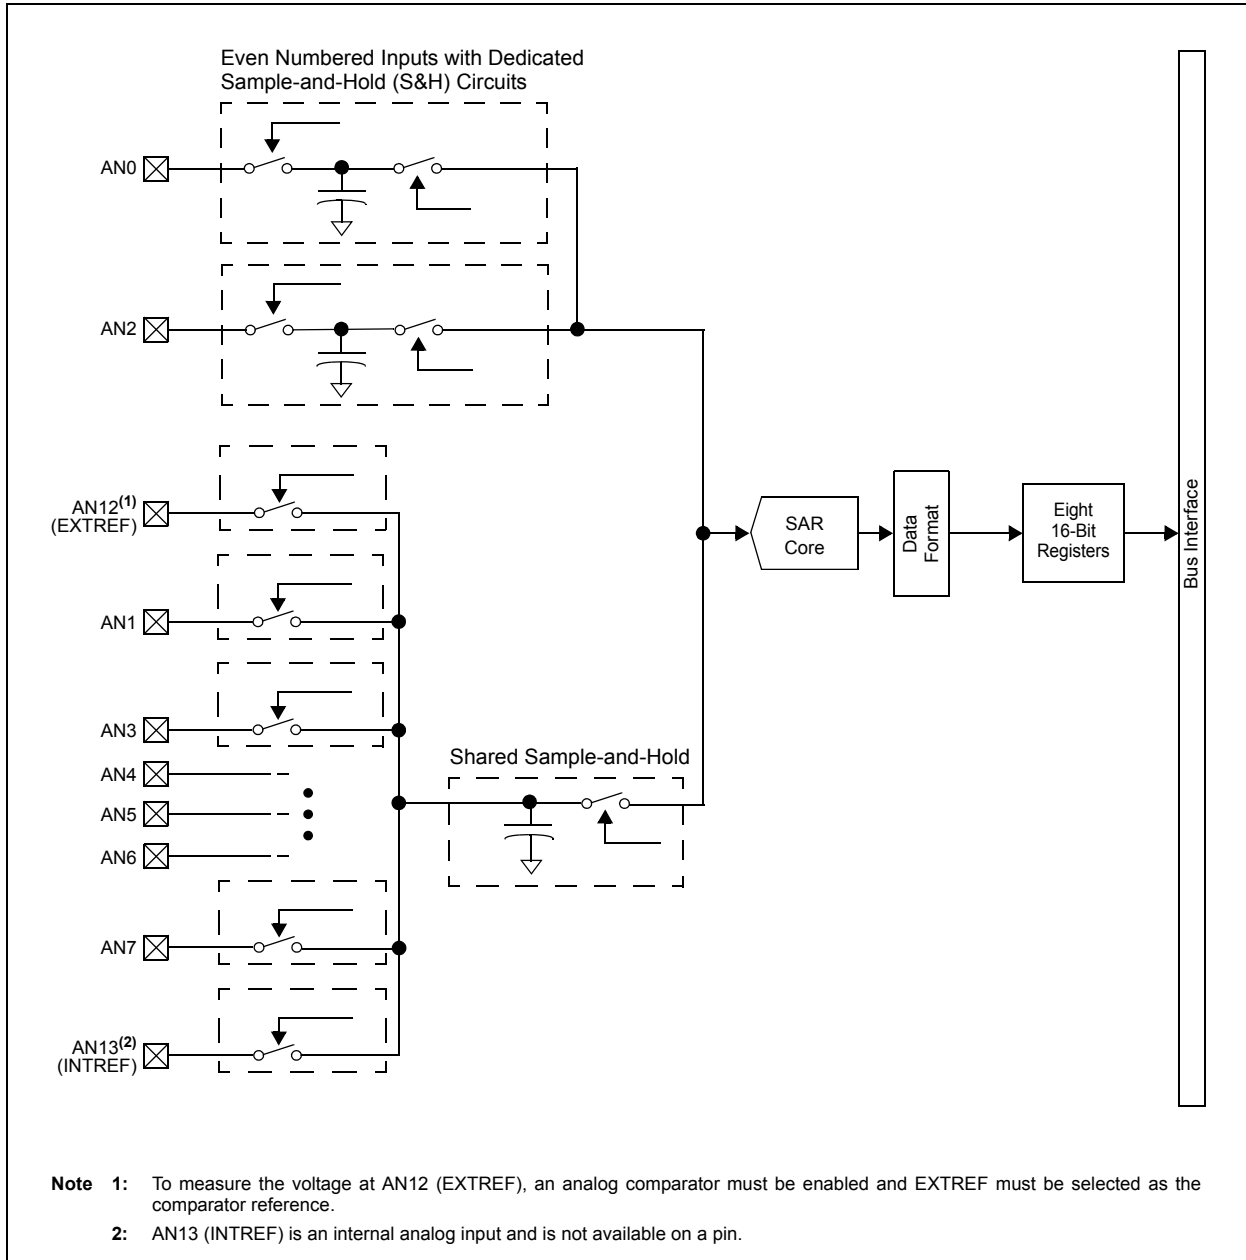 Even Numbered Inputs with Dedicated
Sample-and-Hold (S&H) Circuits
AN0
AN2
AN12(1)
(EXTREF)
AN1
AN3
AN4
AN5
AN6
AN7
AN13(2)
(INTREF)
Shared Sample-and-Hold
SAR
Core
Data
Format
Eight
16-Bit
Registers
Bus Interface
Note 1: To measure the voltage at AN12 (EXTREF), an analog comparator must be enabled and EXTREF must be selected as the
comparator reference.
2: AN13 (INTREF) is an internal analog input and is not available on a pin.